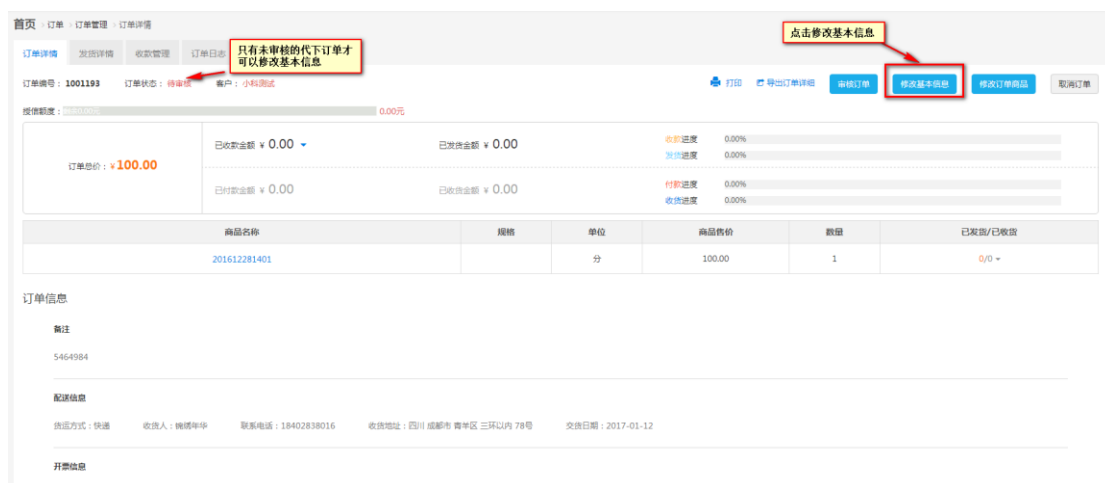 首页 > 订单 > 订单管理 > 订单详情
点击修改基本信息
订单详情 发货详情 收款管理 订单日志
只有未审核的代下订单才
可以修改基本信息
订单编号：1001193 订单状态：待审核 客户：小科测试
打印 导出订单详细 审核订单 修改基本信息 修改订单商品 取消订单
授信额度： 0.00元
订单总价：¥100.00
已收款金额 ¥ 0.00 已发货金额 ¥ 0.00
收款进度 0.00%
发货进度 0.00%
已付款金额 ¥ 0.00 已收货金额 ¥ 0.00
付款进度 0.00%
收货进度 0.00%
商品名称 规格 单位 商品售价 数量 已发货/已收货
201612281401 分 100.00 1 0/0
订单信息
备注
5464984
配送信息
货运方式：快递 收货人：锦绣年华 联系电话：18402838016 收货地址：四川 成都市 青羊区 三环以内 78号 交货日期：2017-01-12
开票信息